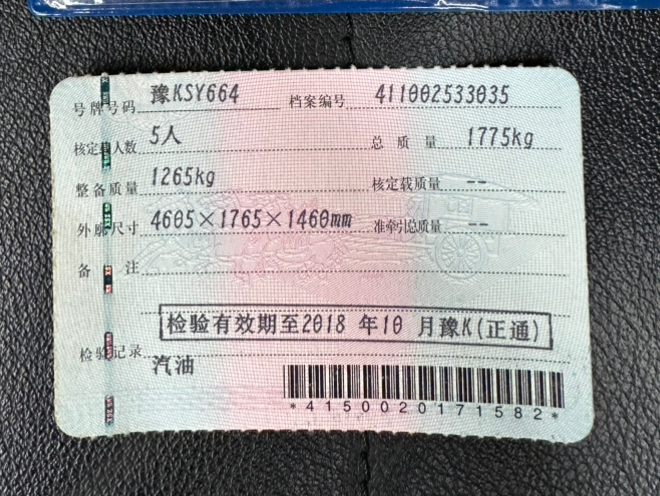 号牌号码 豫KSY664 档案编号 411002533035
核定载人数 5人 总质量 1775kg
整备质量 1265kg 核定载质量 --
外廓尺寸 4605×1765×1460mm 准牵引总质量 --
备注
检验有效期至2018 年10 月豫K(正通)
检验记录
汽油
*4150020171582*